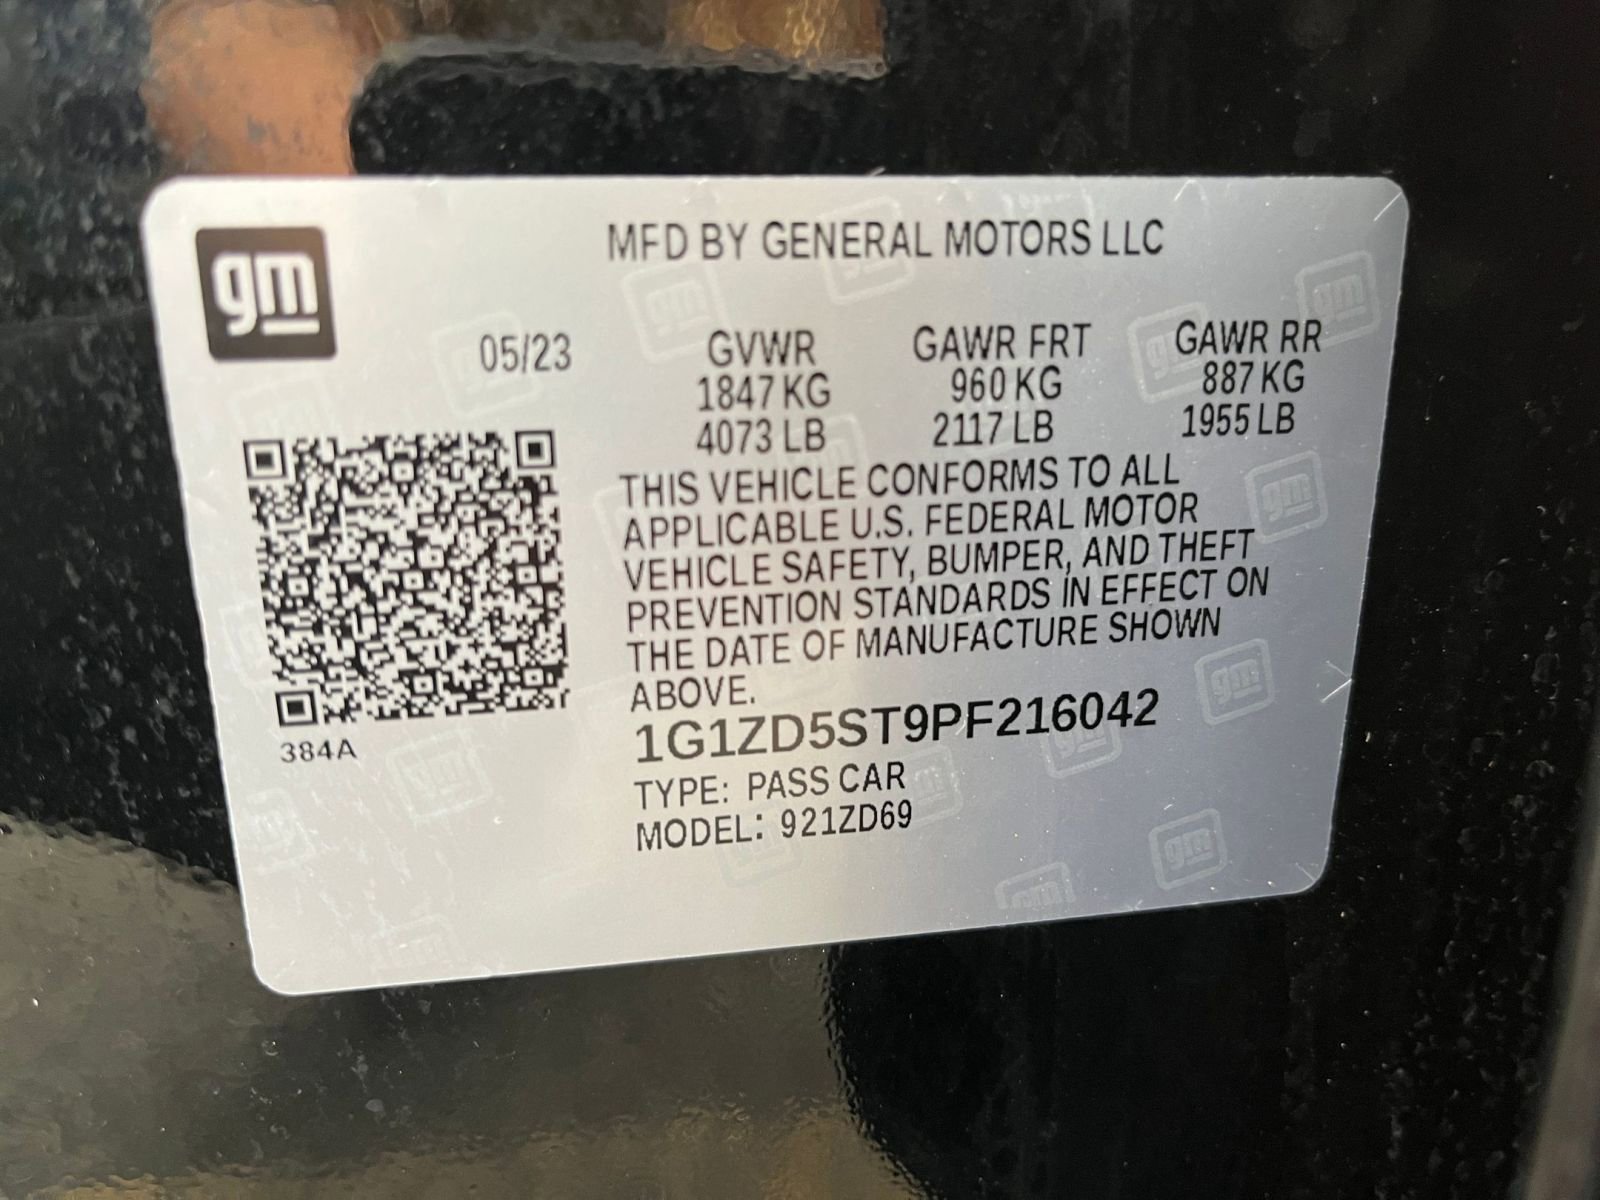 gm
MFD BY GENERAL MOTORS LLC
05/23
GVWR GAWR FRT GAWR RR
1847 KG 960 KG 887 KG
4073 LB 2117 LB 1955 LB
THIS VEHICLE CONFORMS TO ALL
APPLICABLE U.S. FEDERAL MOTOR
VEHICLE SAFETY, BUMPER, AND THEFT
PREVENTION STANDARDS IN EFFECT ON
THE DATE OF MANUFACTURE SHOWN
ABOVE.
1G1ZD5ST9PF216042
384A
TYPE: PASS CAR
MODEL: 921ZD69